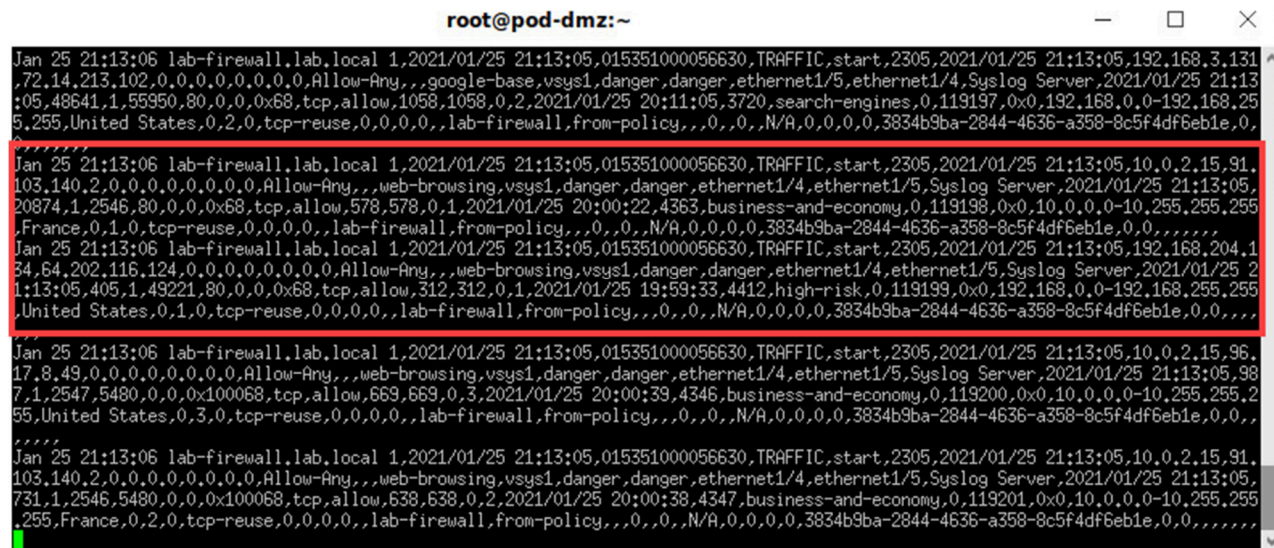 root@pod-dmz:~
Jan 25 21:13:06 lab-firewall.lab.local 1,2021/01/25 21:13:05,015351000056630,TRAFFIC,start,2305,2021/01/25 21:13:05,192.168.3.131
,72.14.213.102,0.0.0.0,0.0.0.0,Allow-Any,,,google-base,vsys1,danger,danger,ethernet1/5,ethernet1/4,Syslog Server,2021/01/25 21:13
:05,48641,1,55950,80,0,0,0x68,tcp,allow,1058,1058,0,2,2021/01/25 20:11:05,3720,search-engines,0,119197,0x0,192.168.0.0-192.168.25
5.255,United States,0,2,0,tcp-reuse,0,0,0,0,,lab-firewall,from-policy,,,0,,0,,N/A,0,0,0,0,3834b9ba-2844-4636-a358-8c5f4df6eb1e,0,
0,,,,,,,
Jan 25 21:13:06 lab-firewall.lab.local 1,2021/01/25 21:13:05,015351000056630,TRAFFIC,start,2305,2021/01/25 21:13:05,10.0.2.15,91.
103.140.2,0.0.0.0,0.0.0.0,Allow-Any,,,web-browsing,vsys1,danger,danger,ethernet1/4,ethernet1/5,Syslog Server,2021/01/25 21:13:05,
20874,1,2546,80,0,0,0x68,tcp,allow,578,578,0,1,2021/01/25 20:00:22,4363,business-and-economy,0,119198,0x0,10.0.0.0-10.255.255.255
,France,0,1,0,tcp-reuse,0,0,0,0,,lab-firewall,from-policy,,,0,,0,,N/A,0,0,0,0,3834b9ba-2844-4636-a358-8c5f4df6eb1e,0,0,,,,,,,
Jan 25 21:13:06 lab-firewall.lab.local 1,2021/01/25 21:13:05,015351000056630,TRAFFIC,start,2305,2021/01/25 21:13:05,192.168.204.1
34,64.202.116.124,0.0.0.0,0.0.0.0,Allow-Any,,,web-browsing,vsys1,danger,danger,ethernet1/4,ethernet1/5,Syslog Server,2021/01/25 2
1:13:05,405,1,49221,80,0,0,0x68,tcp,allow,312,312,0,1,2021/01/25 19:59:33,4412,high-risk,0,119199,0x0,192.168.0.0-192.168.255.255
,United States,0,1,0,tcp-reuse,0,0,0,0,,lab-firewall,from-policy,,,0,,0,,N/A,0,0,0,0,3834b9ba-2844-4636-a358-8c5f4df6eb1e,0,0,,,,
,,,
Jan 25 21:13:06 lab-firewall.lab.local 1,2021/01/25 21:13:05,015351000056630,TRAFFIC,start,2305,2021/01/25 21:13:05,10.0.2.15,96.
17.8.49,0.0.0.0,0.0.0.0,Allow-Any,,,web-browsing,vsys1,danger,danger,ethernet1/4,ethernet1/5,Syslog Server,2021/01/25 21:13:05,98
7,1,2547,5480,0,0,0x100068,tcp,allow,669,669,0,3,2021/01/25 20:00:39,4346,business-and-economy,0,119200,0x0,10.0.0.0-10.255.255.2
55,United States,0,3,0,tcp-reuse,0,0,0,0,,lab-firewall,from-policy,,,0,,0,,N/A,0,0,0,0,3834b9ba-2844-4636-a358-8c5f4df6eb1e,0,0,,
,,,,,
Jan 25 21:13:06 lab-firewall.lab.local 1,2021/01/25 21:13:05,015351000056630,TRAFFIC,start,2305,2021/01/25 21:13:05,10.0.2.15,91.
103.140.2,0.0.0.0,0.0.0.0,Allow-Any,,,web-browsing,vsys1,danger,danger,ethernet1/4,ethernet1/5,Syslog Server,2021/01/25 21:13:05,
731,1,2546,5480,0,0,0x100068,tcp,allow,638,638,0,2,2021/01/25 20:00:38,4347,business-and-economy,0,119201,0x0,10.0.0.0-10.255.255
.255,France,0,2,0,tcp-reuse,0,0,0,0,,lab-firewall,from-policy,,,0,,0,,N/A,0,0,0,0,3834b9ba-2844-4636-a358-8c5f4df6eb1e,0,0,,,,,,,